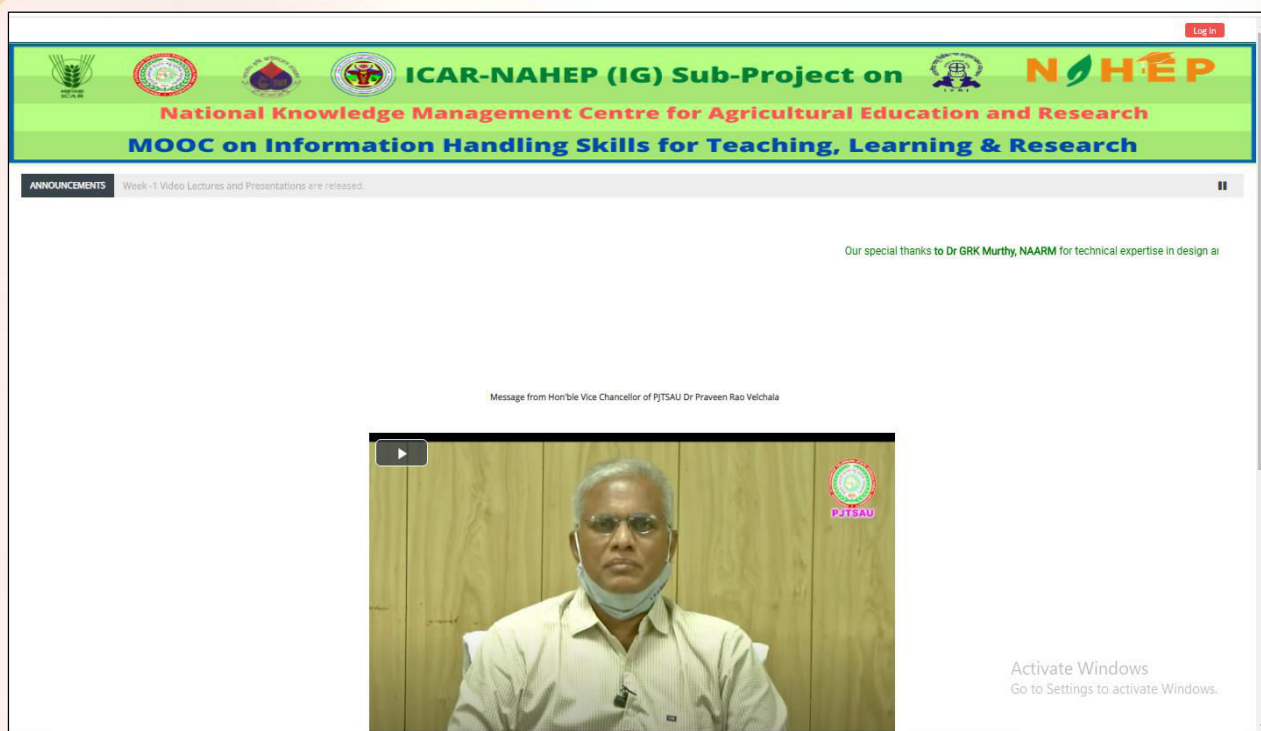 Log in
ICAR
ICAR-NAHEP (IG) Sub-Project on
IVRI
NAHEP
National Knowledge Management Centre for Agricultural Education and Research
MOOC on Information Handling Skills for Teaching, Learning & Research
ANNOUNCEMENTS Week -1 Video Lectures and Presentations are released.
Our special thanks to Dr GRK Murthy, NAARM for technical expertise in design
Message from Hon'ble Vice Chancellor of PJTSAU Dr Praveen Rao Velchala
PJTSAU
Activate Windows
Go to Settings to activate Windows.